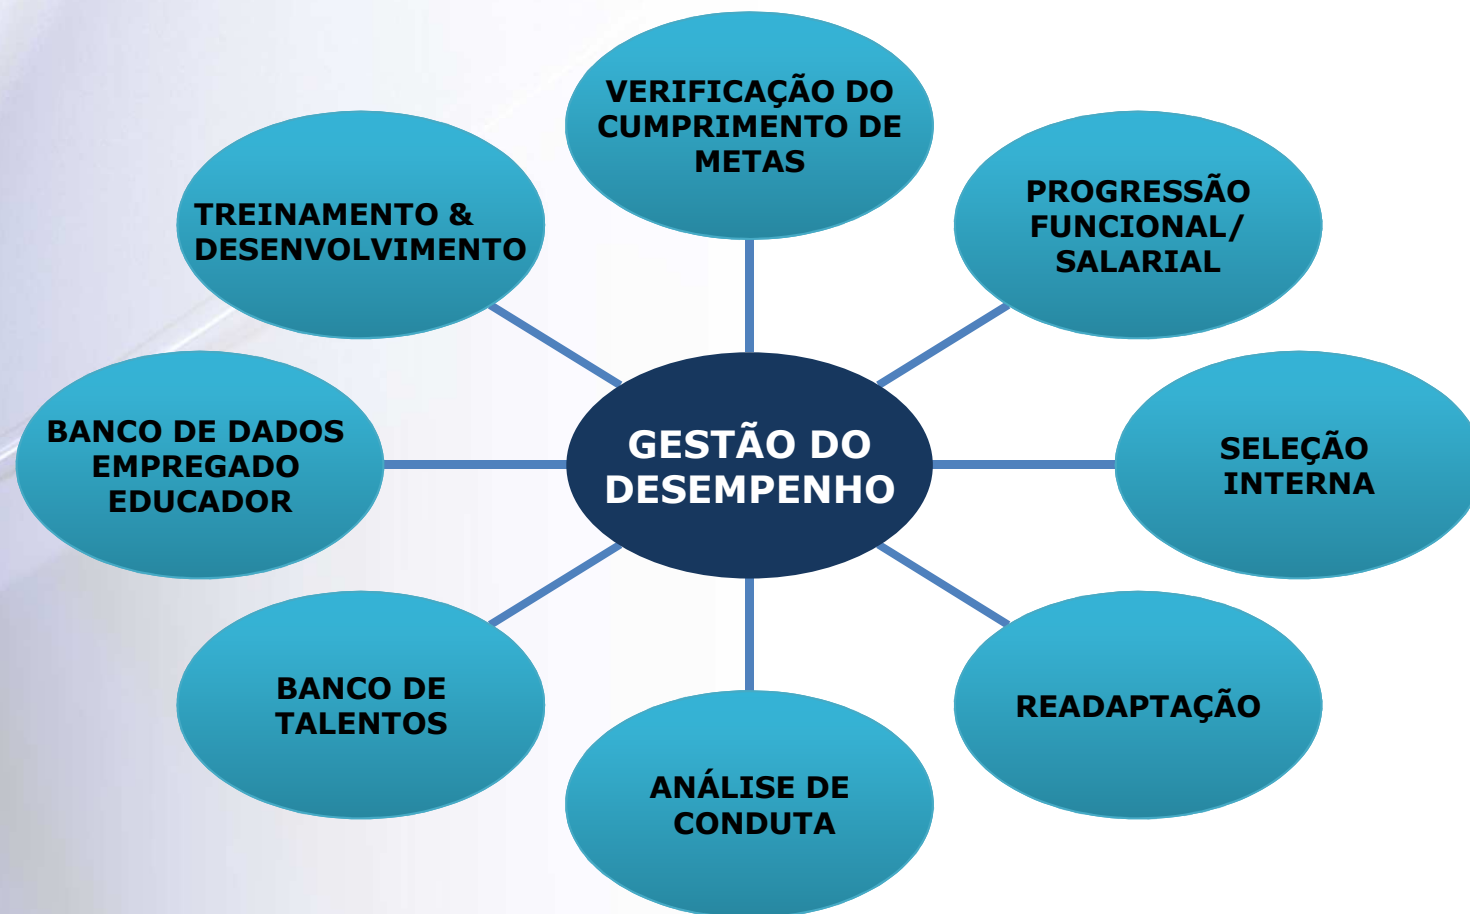 VERIFICAÇÃO DO
CUMPRIMENTO DE
METAS
PROGRESSÃO
FUNCIONAL/
SALARIAL
SELEÇÃO
INTERNA
READAPTAÇÃO
ANÁLISE DE
CONDUTA
BANCO DE
TALENTOS
BANCO DE DADOS
EMPREGADO
EDUCADOR
TREINAMENTO &
DESENVOLVIMENTO
GESTÃO DO
DESEMPENHO